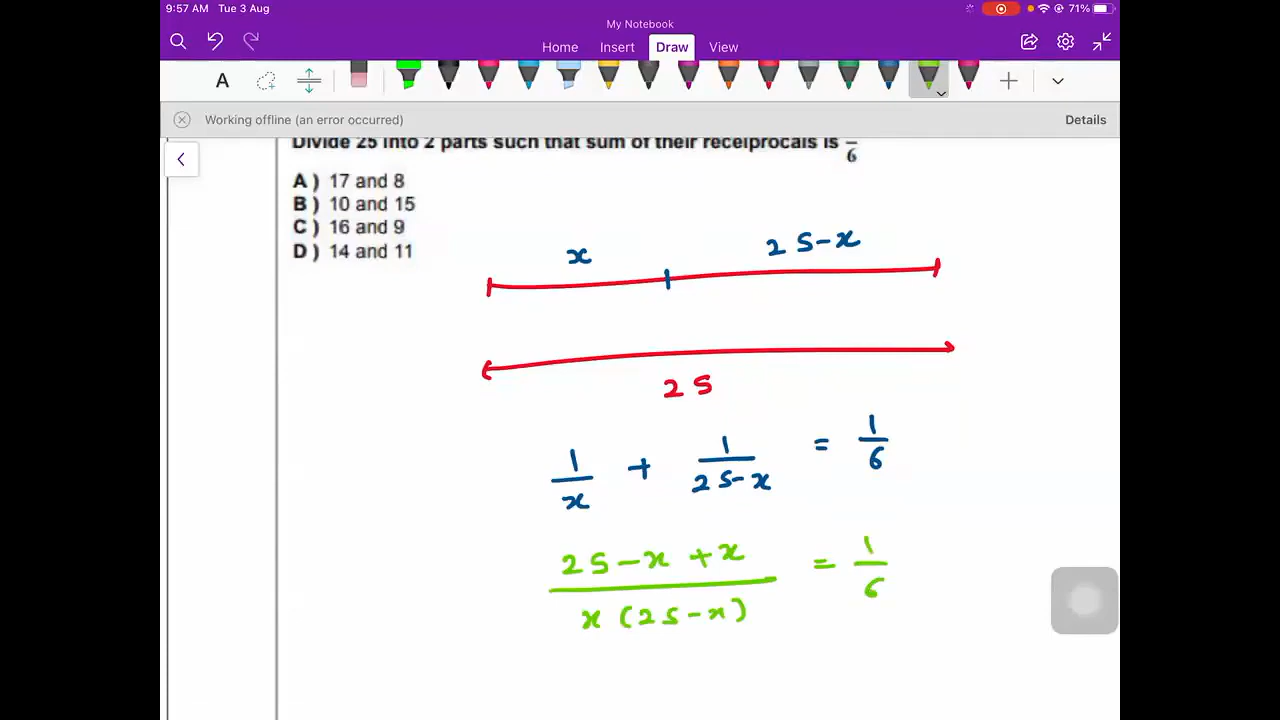 9:57 AM Tue 3 Aug
71%
My Notebook
Home Insert Draw View
A
Working offline (an error occurred) Details
Divide 25 into 2 parts such that sum of their receiprocals is –/6
A ) 17 and 8
B ) 10 and 15
C ) 16 and 9
D ) 14 and 11
x 25-x
25
1/x + 1/25-x = 1/6
25-x+x/x(25-x) = 1/6